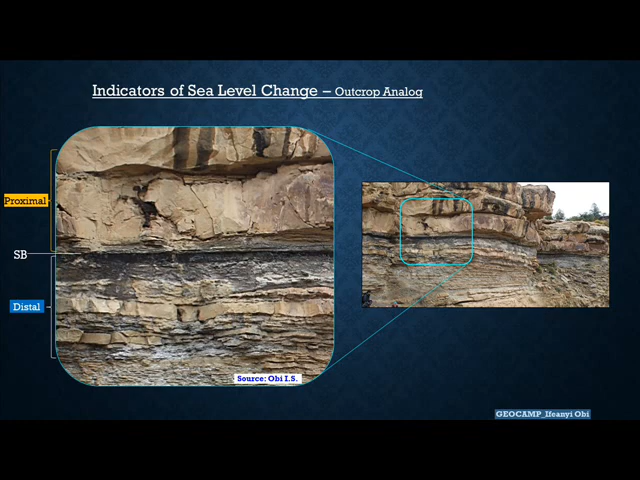 Indicators of Sea Level Change – Outcrop Analog
Proximal
SB
Distal
Source: Obi I.S.
GEOCAMP_Ifeanyi Obi